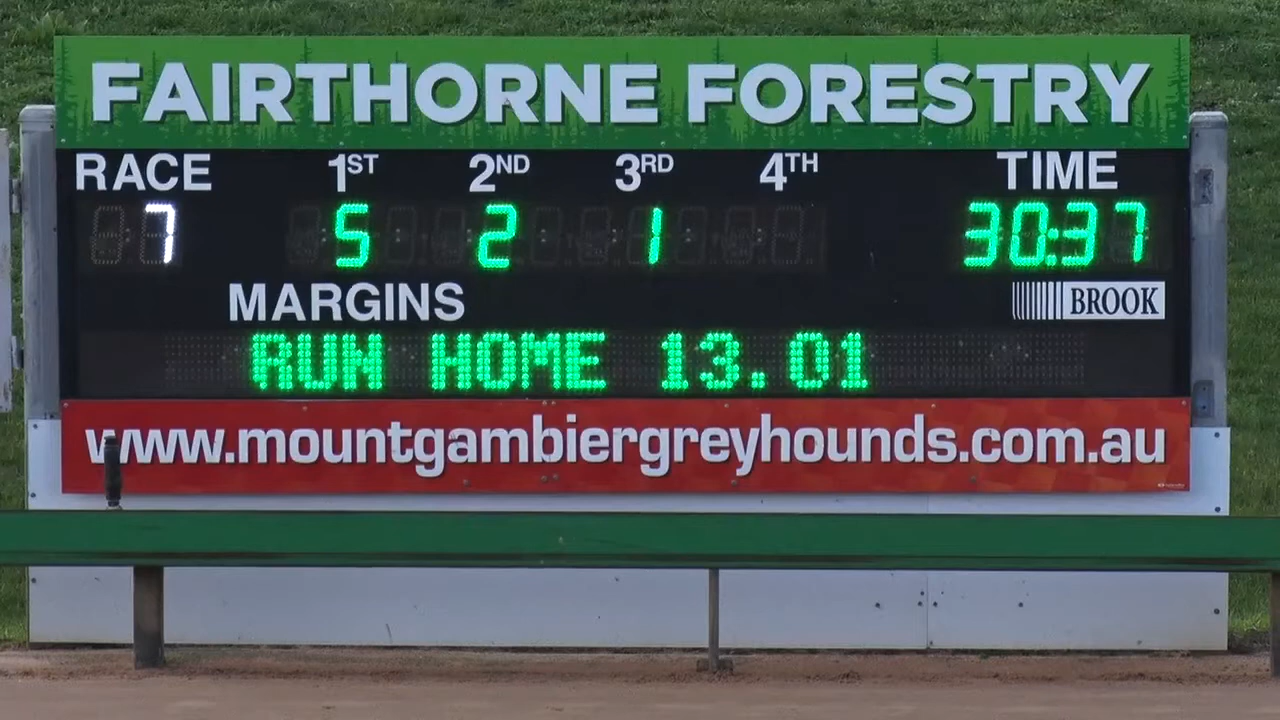 FAIRTHORNE FORESTRY
RACE 1ST 2ND 3RD 4TH TIME
7 5 2 1 30:37
MARGINS BROOK
RUN HOME 13.01
www.mountgambiergreyhounds.com.au